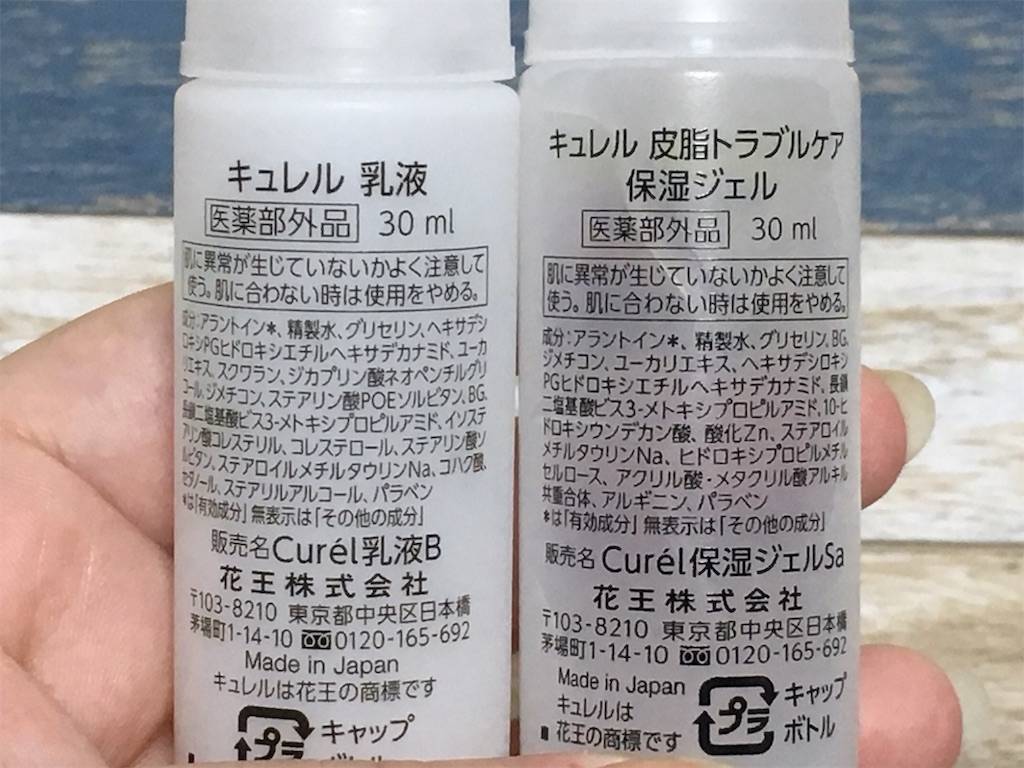 キュレル 乳液
医薬部外品 30 ml
肌に異常が生じていないかよく注意して
使う。肌に合わない時は使用をやめる。
成分:アラントイン*、精製水、グリセリン、ヘキサデシ
ロキシPGヒドロキシエチルヘキサデカナミド、ユーカ
リエキス、スクワラン、ジカプリン酸ネオペンチルグリ
コール、ジメチコン、ステアリン酸POEソルビタン、BG、
長鎖二塩基酸ビス3-メトキシプロピルアミド、イソステ
アリン酸コレステリル、コレステロール、ステアリン酸ソ
ルビタン、ステアロイルメチルタウリンNa、コハク酸、
セタノール、ステアリルアルコール、パラベン
*は「有効成分」無表示は「その他の成分」
販売名Curél乳液B
花王株式会社
〒103-8210 東京都中央区日本橋
茅場町1-14-10 0120-165-692
Made in Japan
キュレルは花王の商標です
プラ キャップ
キュレル 皮脂トラブルケア
保湿ジェル
医薬部外品 30 ml
肌に異常が生じていないかよく注意して
使う。肌に合わない時は使用をやめる。
成分:アラントイン*、精製水、グリセリン、BG、
ジメチコン、ユーカリエキス、ヘキサデシロキシ
PGヒドロキシエチルヘキサデカナミド、長鎖
二塩基酸ビス3-メトキシプロピルアミド、10-ヒ
ドロキシウンデカン酸、酸化Zn、ステアロイル
メチルタウリンNa、ヒドロキシプロピルメチル
セルロース、アクリル酸・メタクリル酸アルキル
共重合体、アルギニン、パラベン
*は「有効成分」無表示は「その他の成分」
販売名 Curél保湿ジェルSa
花王株式会社
〒103-8210 東京都中央区日本橋
茅場町1-14-10 0120-165-692
Made in Japan
キュレルは
花王の商標です
プラ キャップ
ボトル